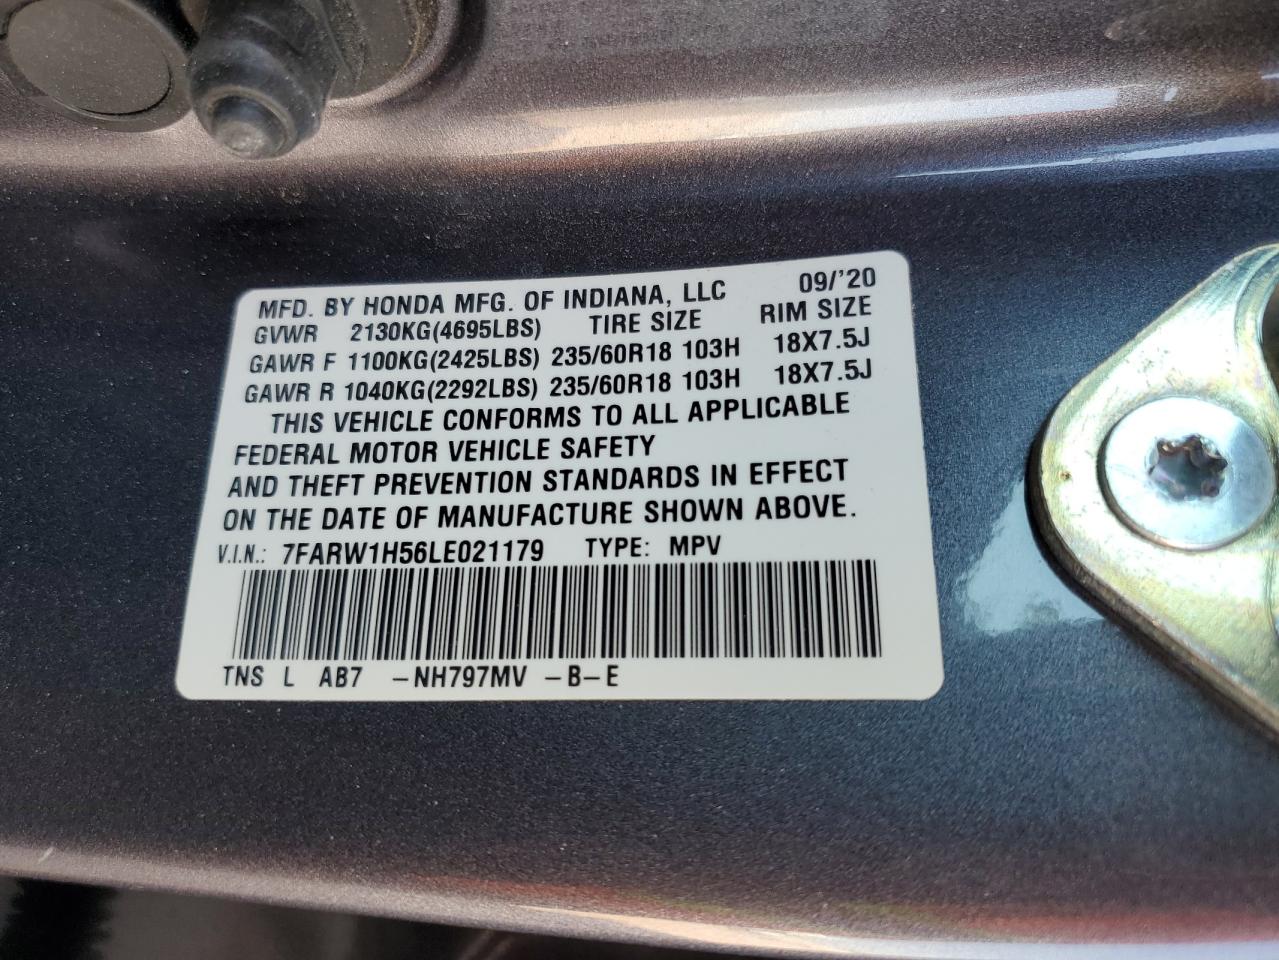 MFD. BY HONDA MFG. OF INDIANA, LLC 09/'20
GVWR 2130KG(4695LBS) TIRE SIZE RIM SIZE
GAWR F 1100KG(2425LBS) 235/60R18 103H 18X7.5J
GAWR R 1040KG(2292LBS) 235/60R18 103H 18X7.5J
THIS VEHICLE CONFORMS TO ALL APPLICABLE
FEDERAL MOTOR VEHICLE SAFETY
AND THEFT PREVENTION STANDARDS IN EFFECT
ON THE DATE OF MANUFACTURE SHOWN ABOVE.
V.I.N.: 7FARW1H56LE021179 TYPE: MPV
TNS L AB7 -NH797MV -B-E